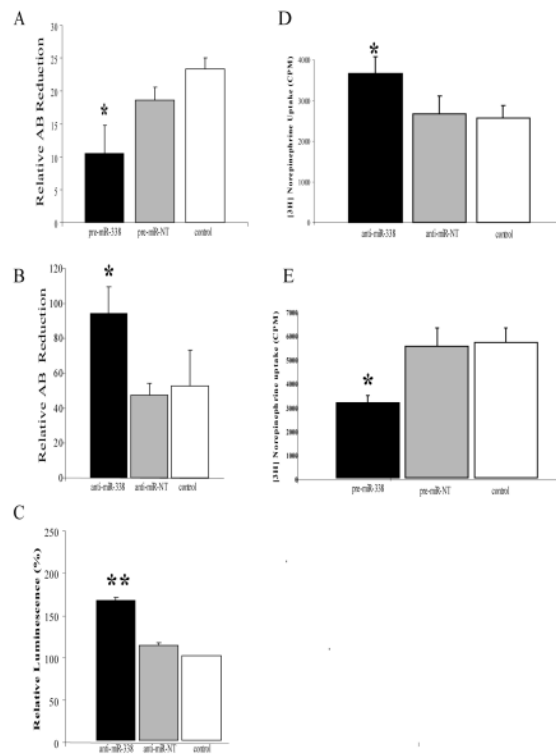 A
Relative AB Reduction
30
25
20
15
10
5
0
*
pre-miR-338 pre-miR-NT control
B
Relative AB Reduction
120
100
80
60
40
20
0
*
anti-miR-338 anti-miR-NT control
C
Relative Luminescence (%)
250
200
150
100
50
0
**
anti-miR-338 anti-miR-NT control
D
[3H] Norepinephrine Uptake (CPM)
5000
4000
3000
2000
1000
0
*
anti-miR-338 anti-miR-NT control
E
[3H] Norepinephrine uptake (CPM)
7000
6000
5000
4000
3000
2000
1000
0
*
pre-miR-338 pre-miR-NT control